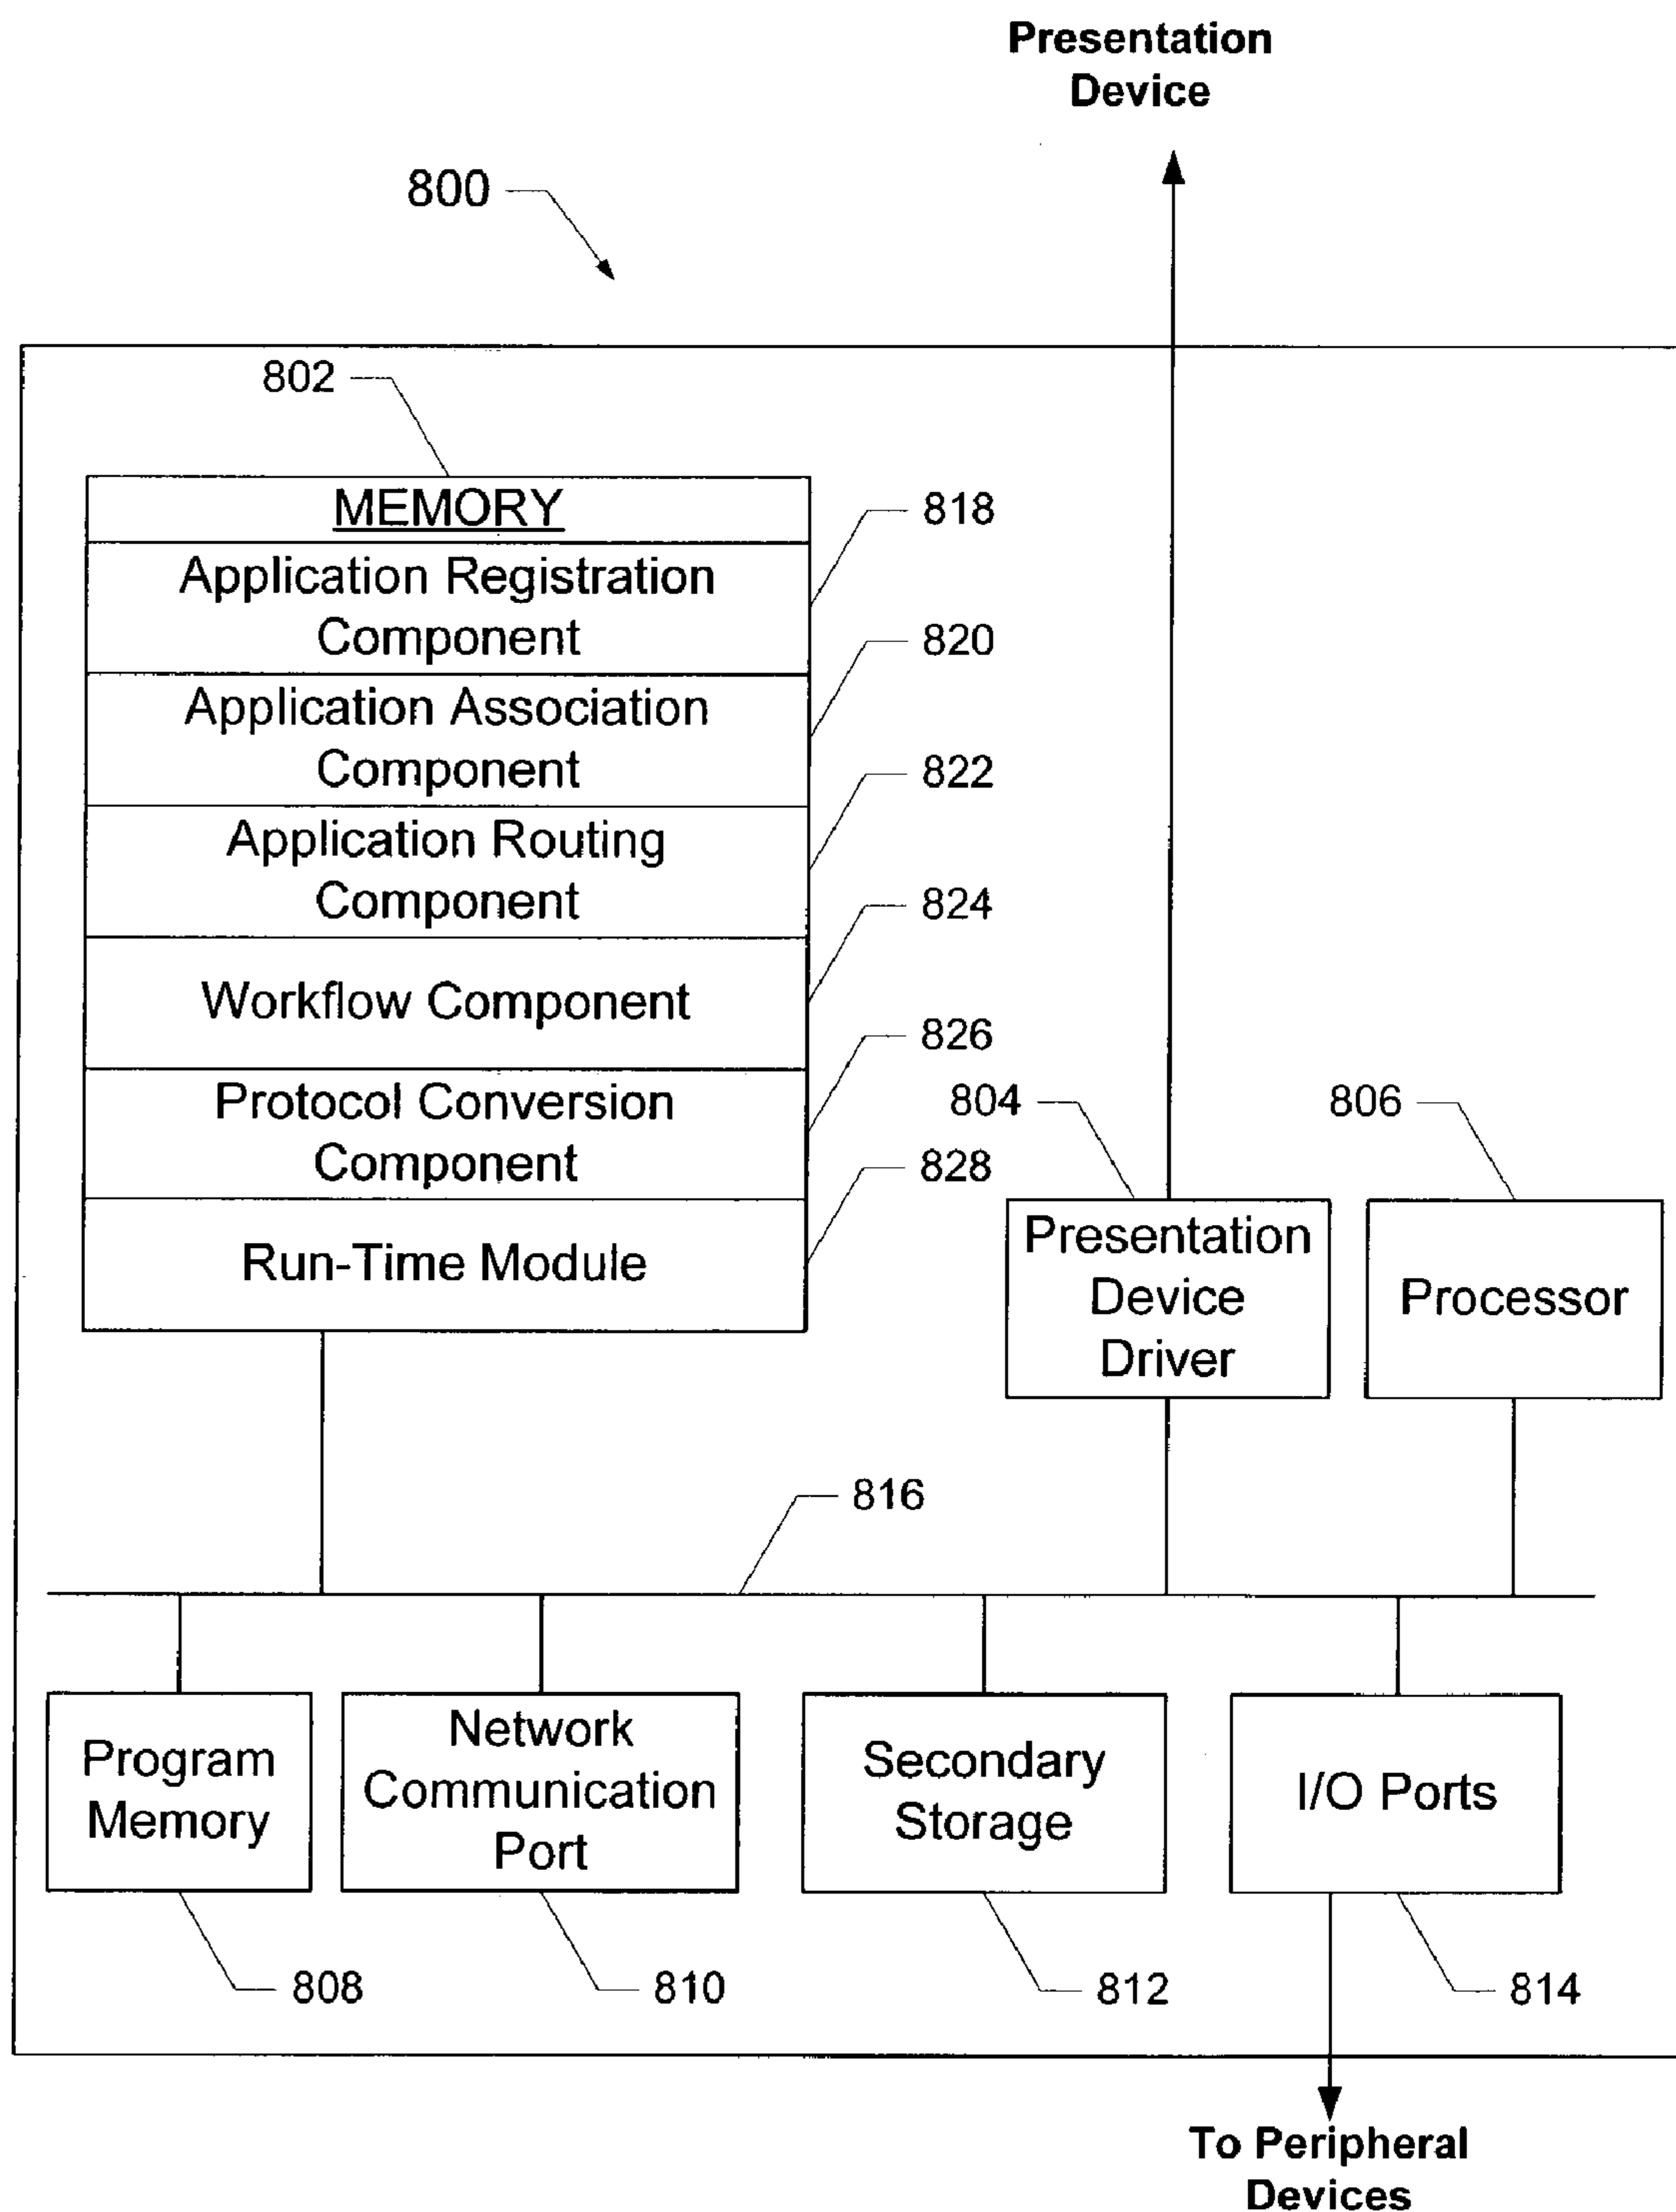 Presentation
Device
800
802
MEMORY
818
Application Registration
Component
820
Application Association
Component
822
Application Routing
Component
824
Workflow Component
826
Protocol Conversion
Component
828
Run-Time Module
804
806
Presentation
Device
Driver
Processor
816
Program
Memory
Network
Communication
Port
Secondary
Storage
I/O Ports
808
810
812
814
To Peripheral
Devices